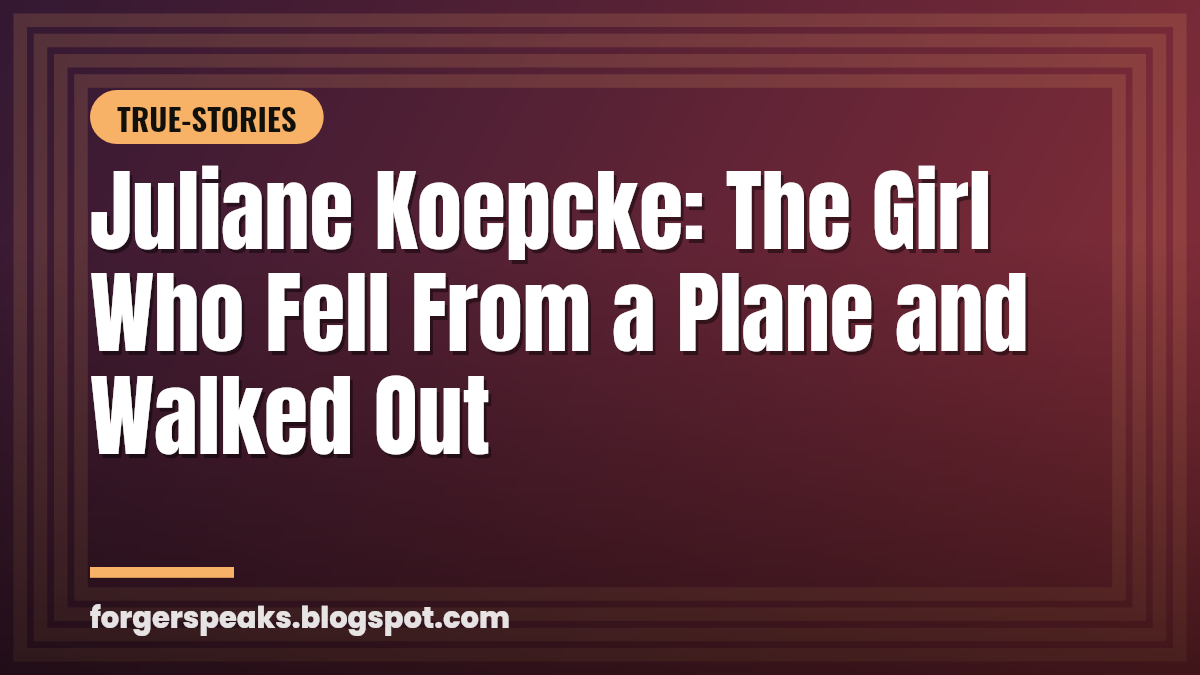 TRUE-STORIES
Juliane Koepcke: The Girl
Who Fell From a Plane and
Walked Out
forgerspeaks.blogspot.com